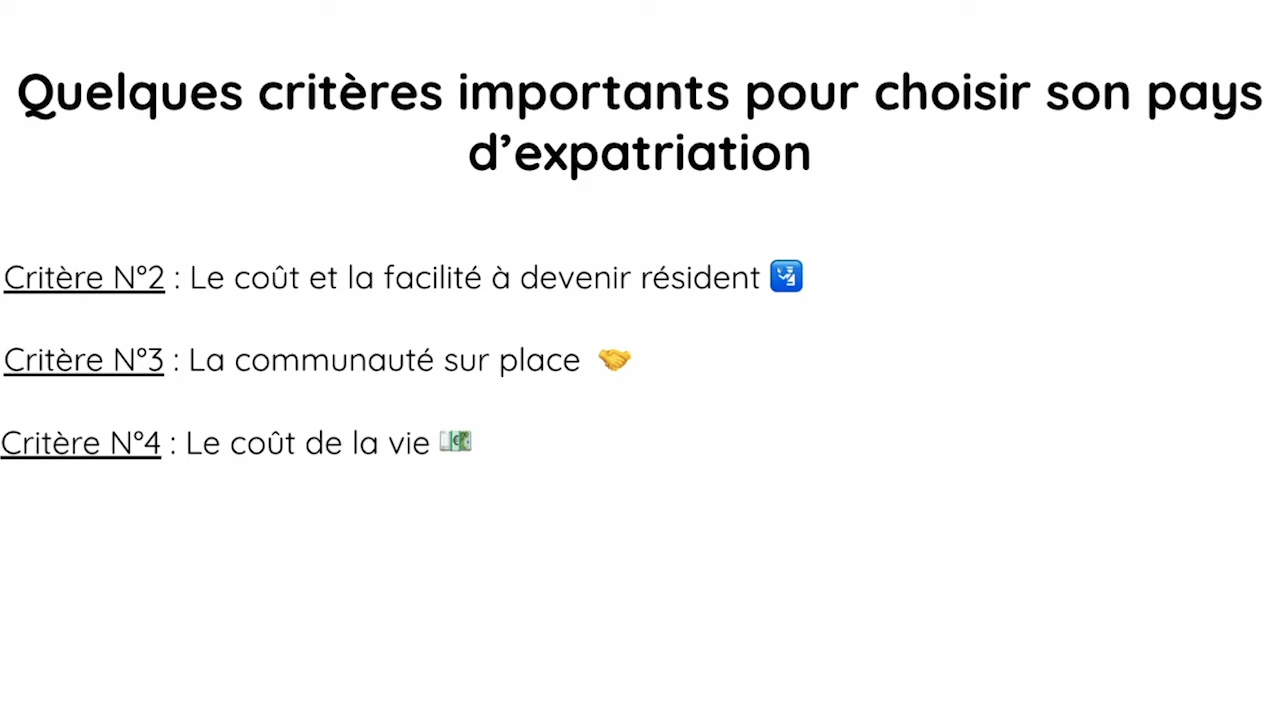 Quelques critères importants pour choisir son pays
d’expatriation
Critère N°2 : Le coût et la facilité à devenir résident 🛂
Critère N°3 : La communauté sur place 🤝
Critère N°4 : Le coût de la vie 💶